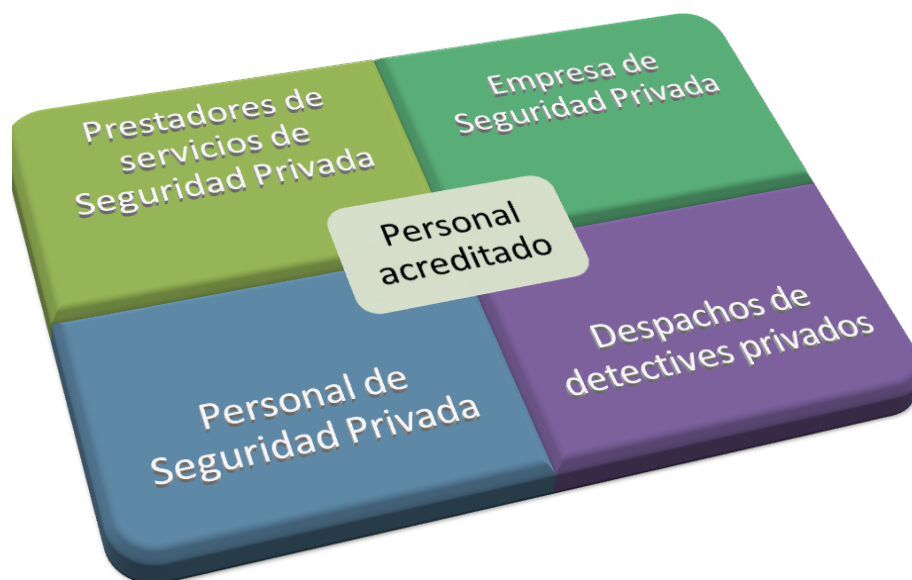 Prestadores de
servicios de
Seguridad Privada
Empresa de
Seguridad Privada
Personal
acreditado
Personal de
Seguridad Privada
Despachos de
detectives privados